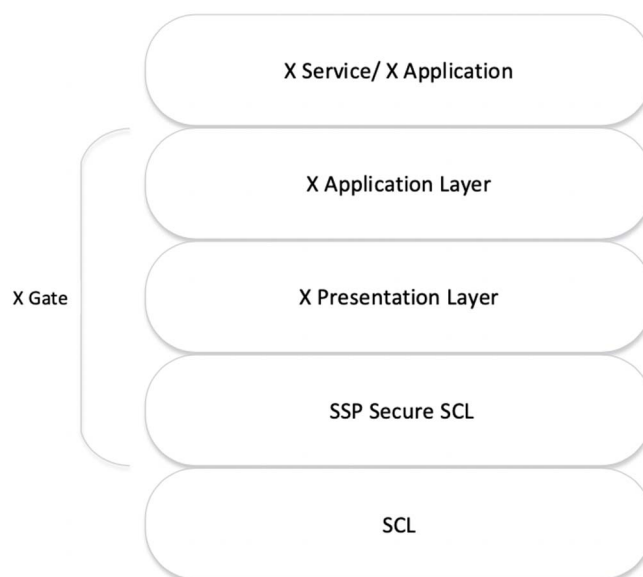 X Service/ X Application
X Application Layer
X Gate
X Presentation Layer
SSP Secure SCL
SCL